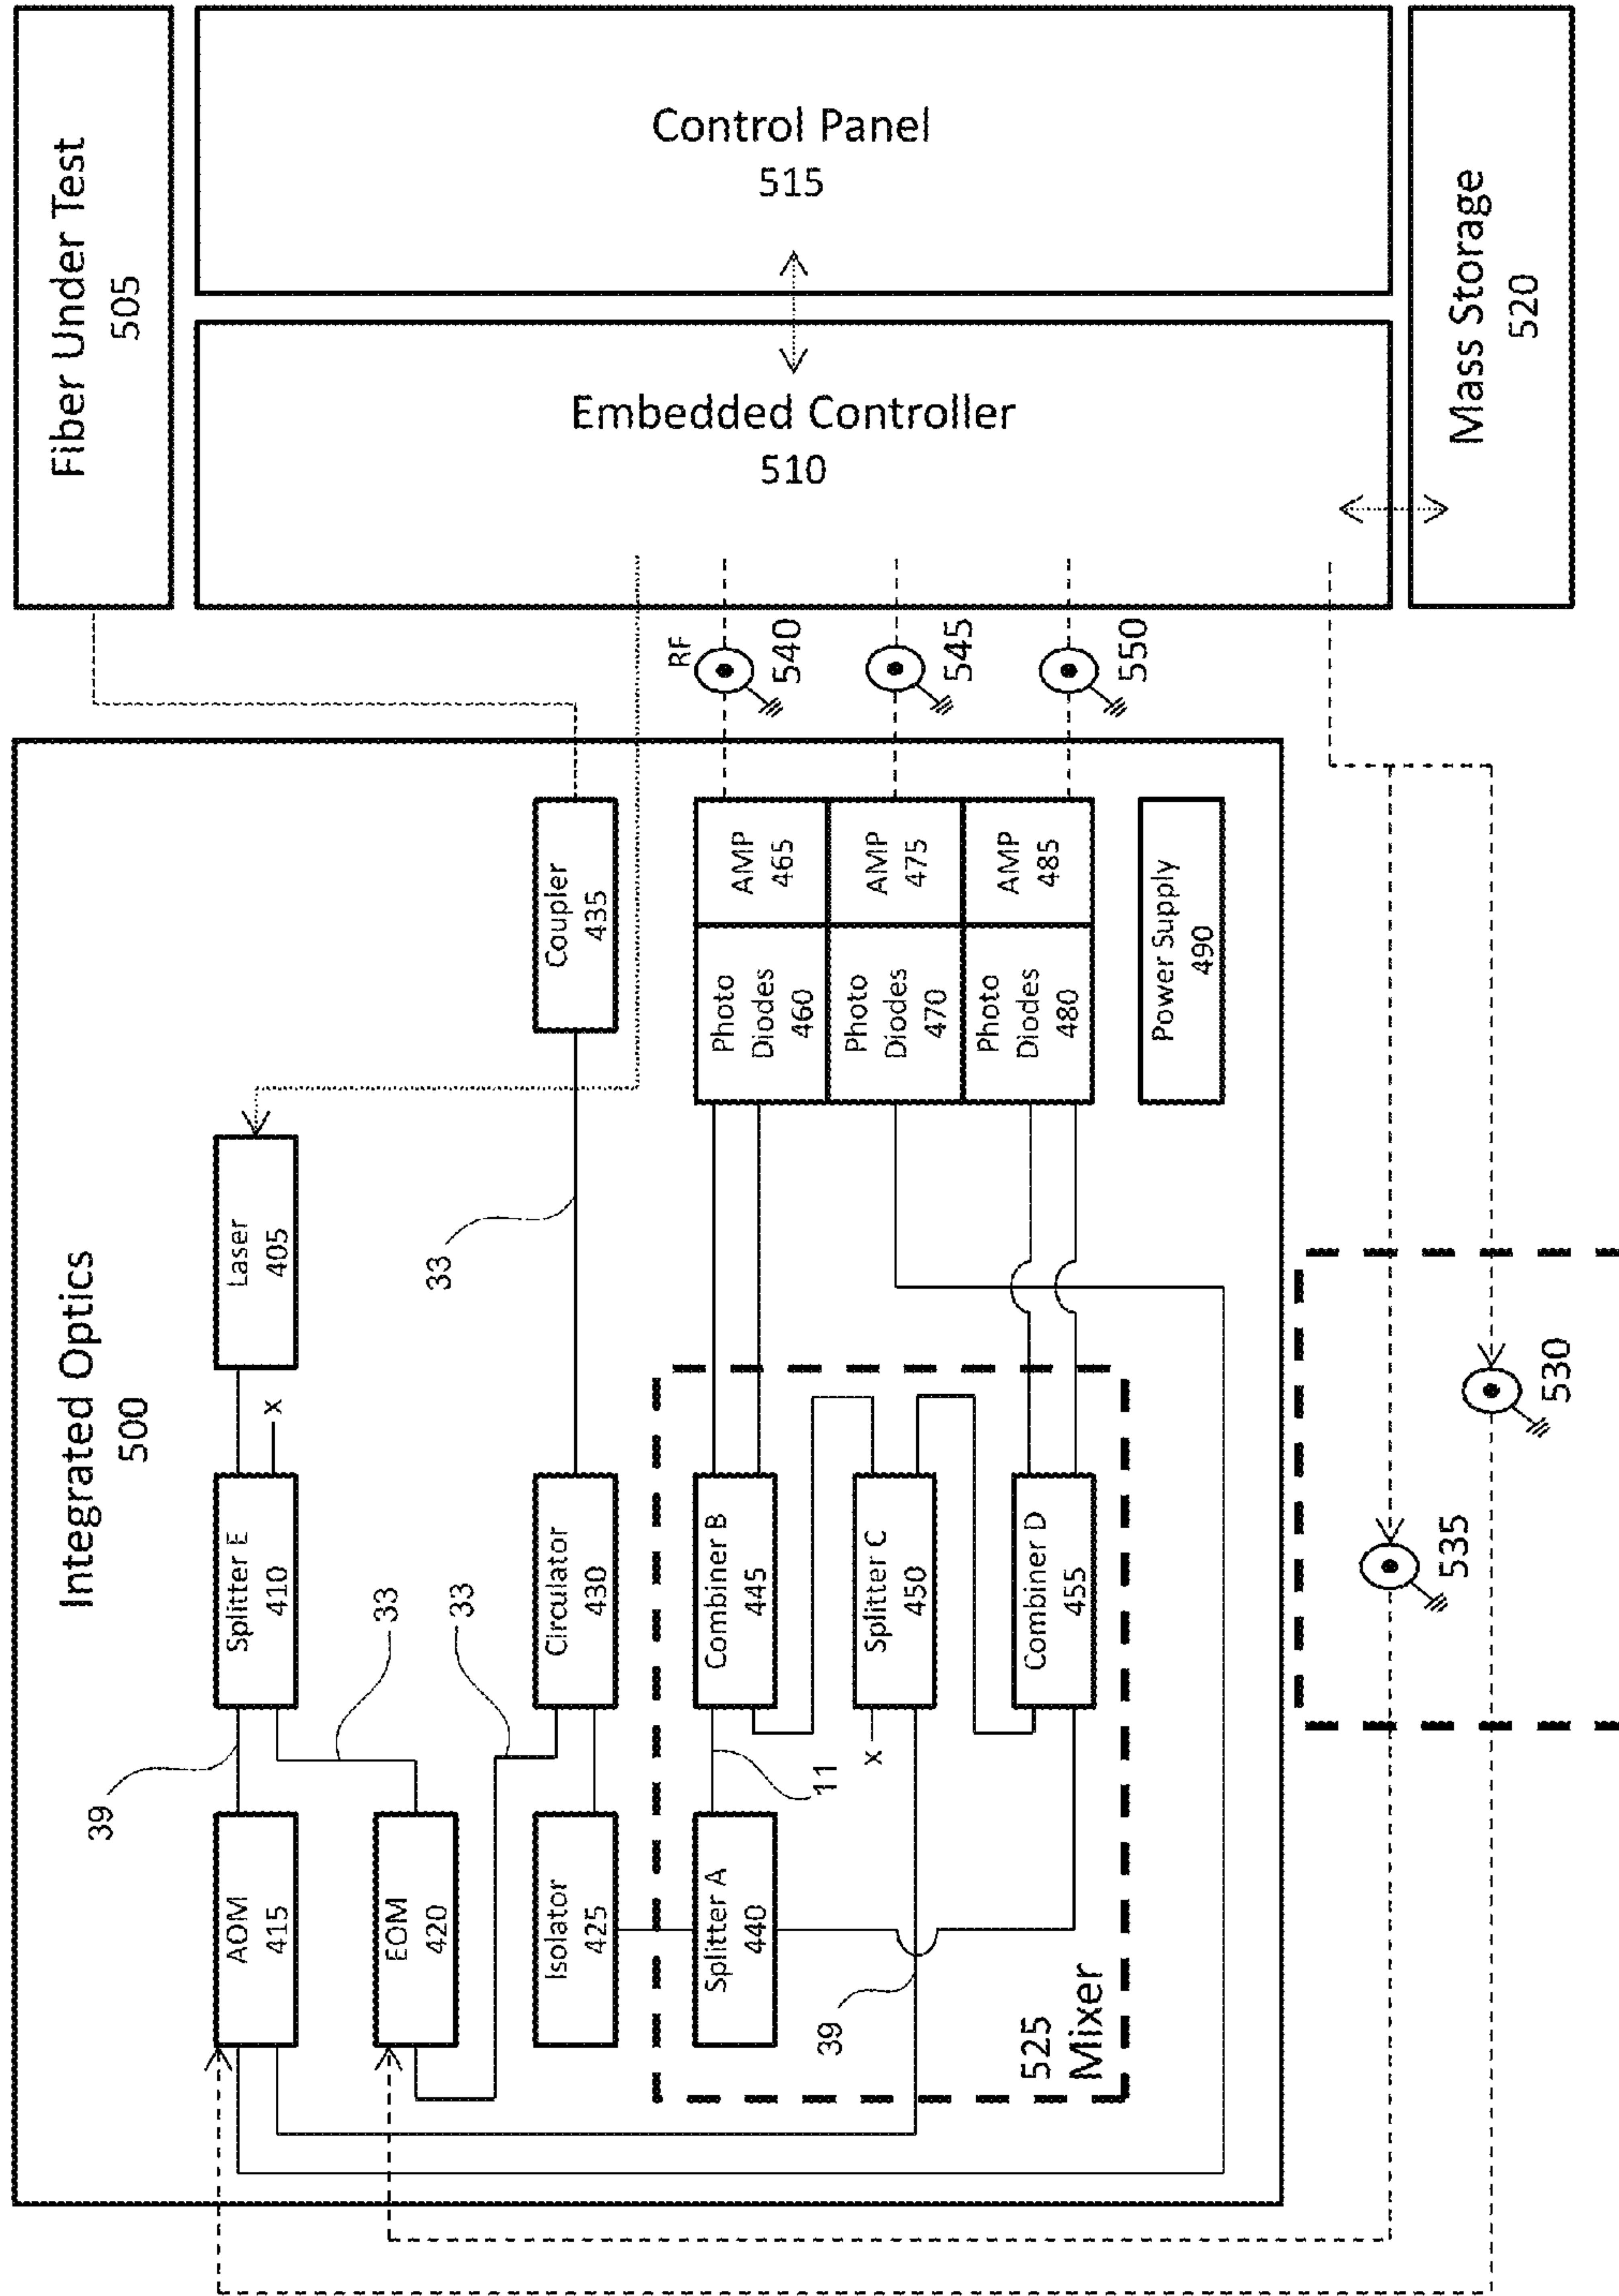 Integrated Optics
500
Fiber Under Test
505
Laser
405
x
Splitter E
410
39
AOM
415
33
EOM
420
33
33
Coupler
435
Circulator
430
Isolator
425
Control Panel
515
Embedded Controller
510
RF
540
545
550
AMP
465
Photo
Diodes
460
AMP
475
Photo
Diodes
470
AMP
485
Photo
Diodes
480
Power Supply
490
Combiner B
445
11
Splitter A
440
Splitter C
450
x
39
Combiner D
455
525
Mixer
Mass Storage
520
535
530